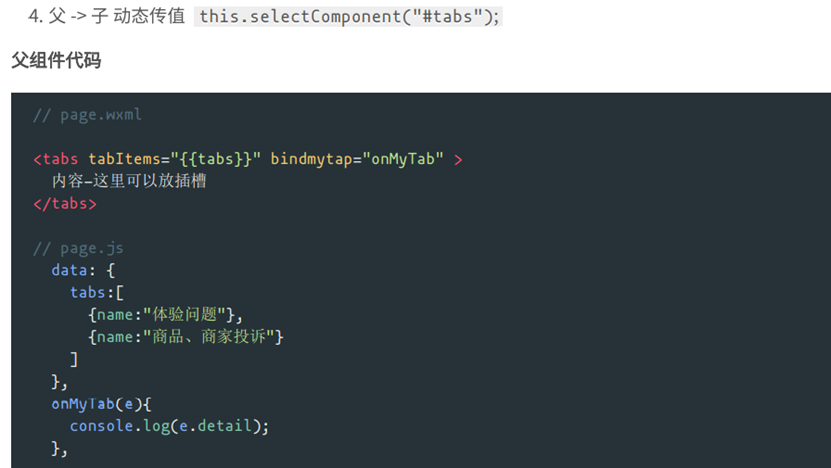 4. 父 -> 子 动态传值 this.selectComponent("#tabs");
父组件代码
// page.wxml
<tabs tabItems="{{tabs}}" bindmytap="onMyTab" >
内容-这里可以放插槽
</tabs>
// page.js
data: {
tabs:[
{name:"体验问题"},
{name:"商品、商家投诉"}
]
},
onMyTab(e){
console.log(e.detail);
},